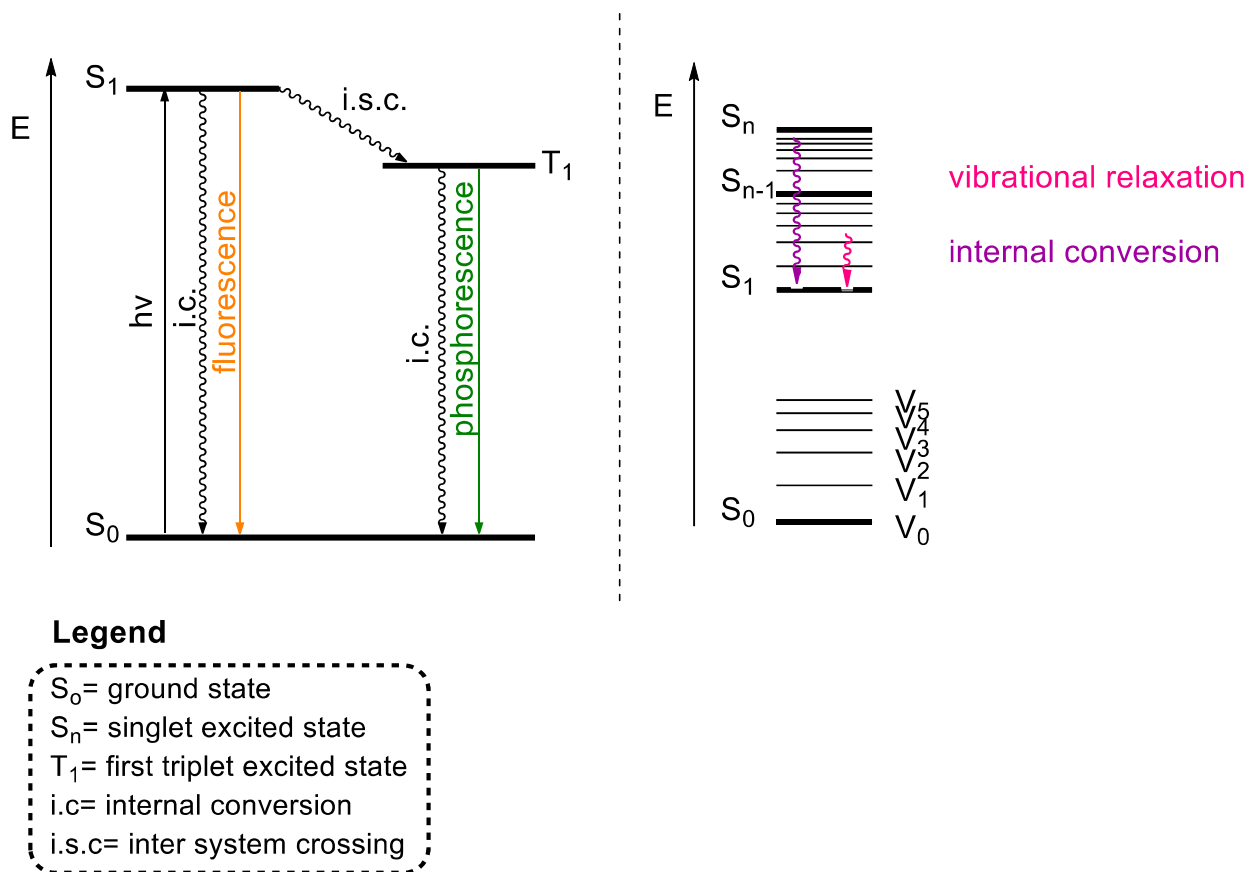 E
S1
i.s.c.
T1
hv
i.c.
fluorescence
i.c.
phosphorescence
S0
E
Sn
Sn-1
S1
vibrational relaxation
internal conversion
V5
V4
V3
V2
V1
S0
V0
Legend
So= ground state
Sn= singlet excited state
T1= first triplet excited state
i.c= internal conversion
i.s.c= inter system crossing